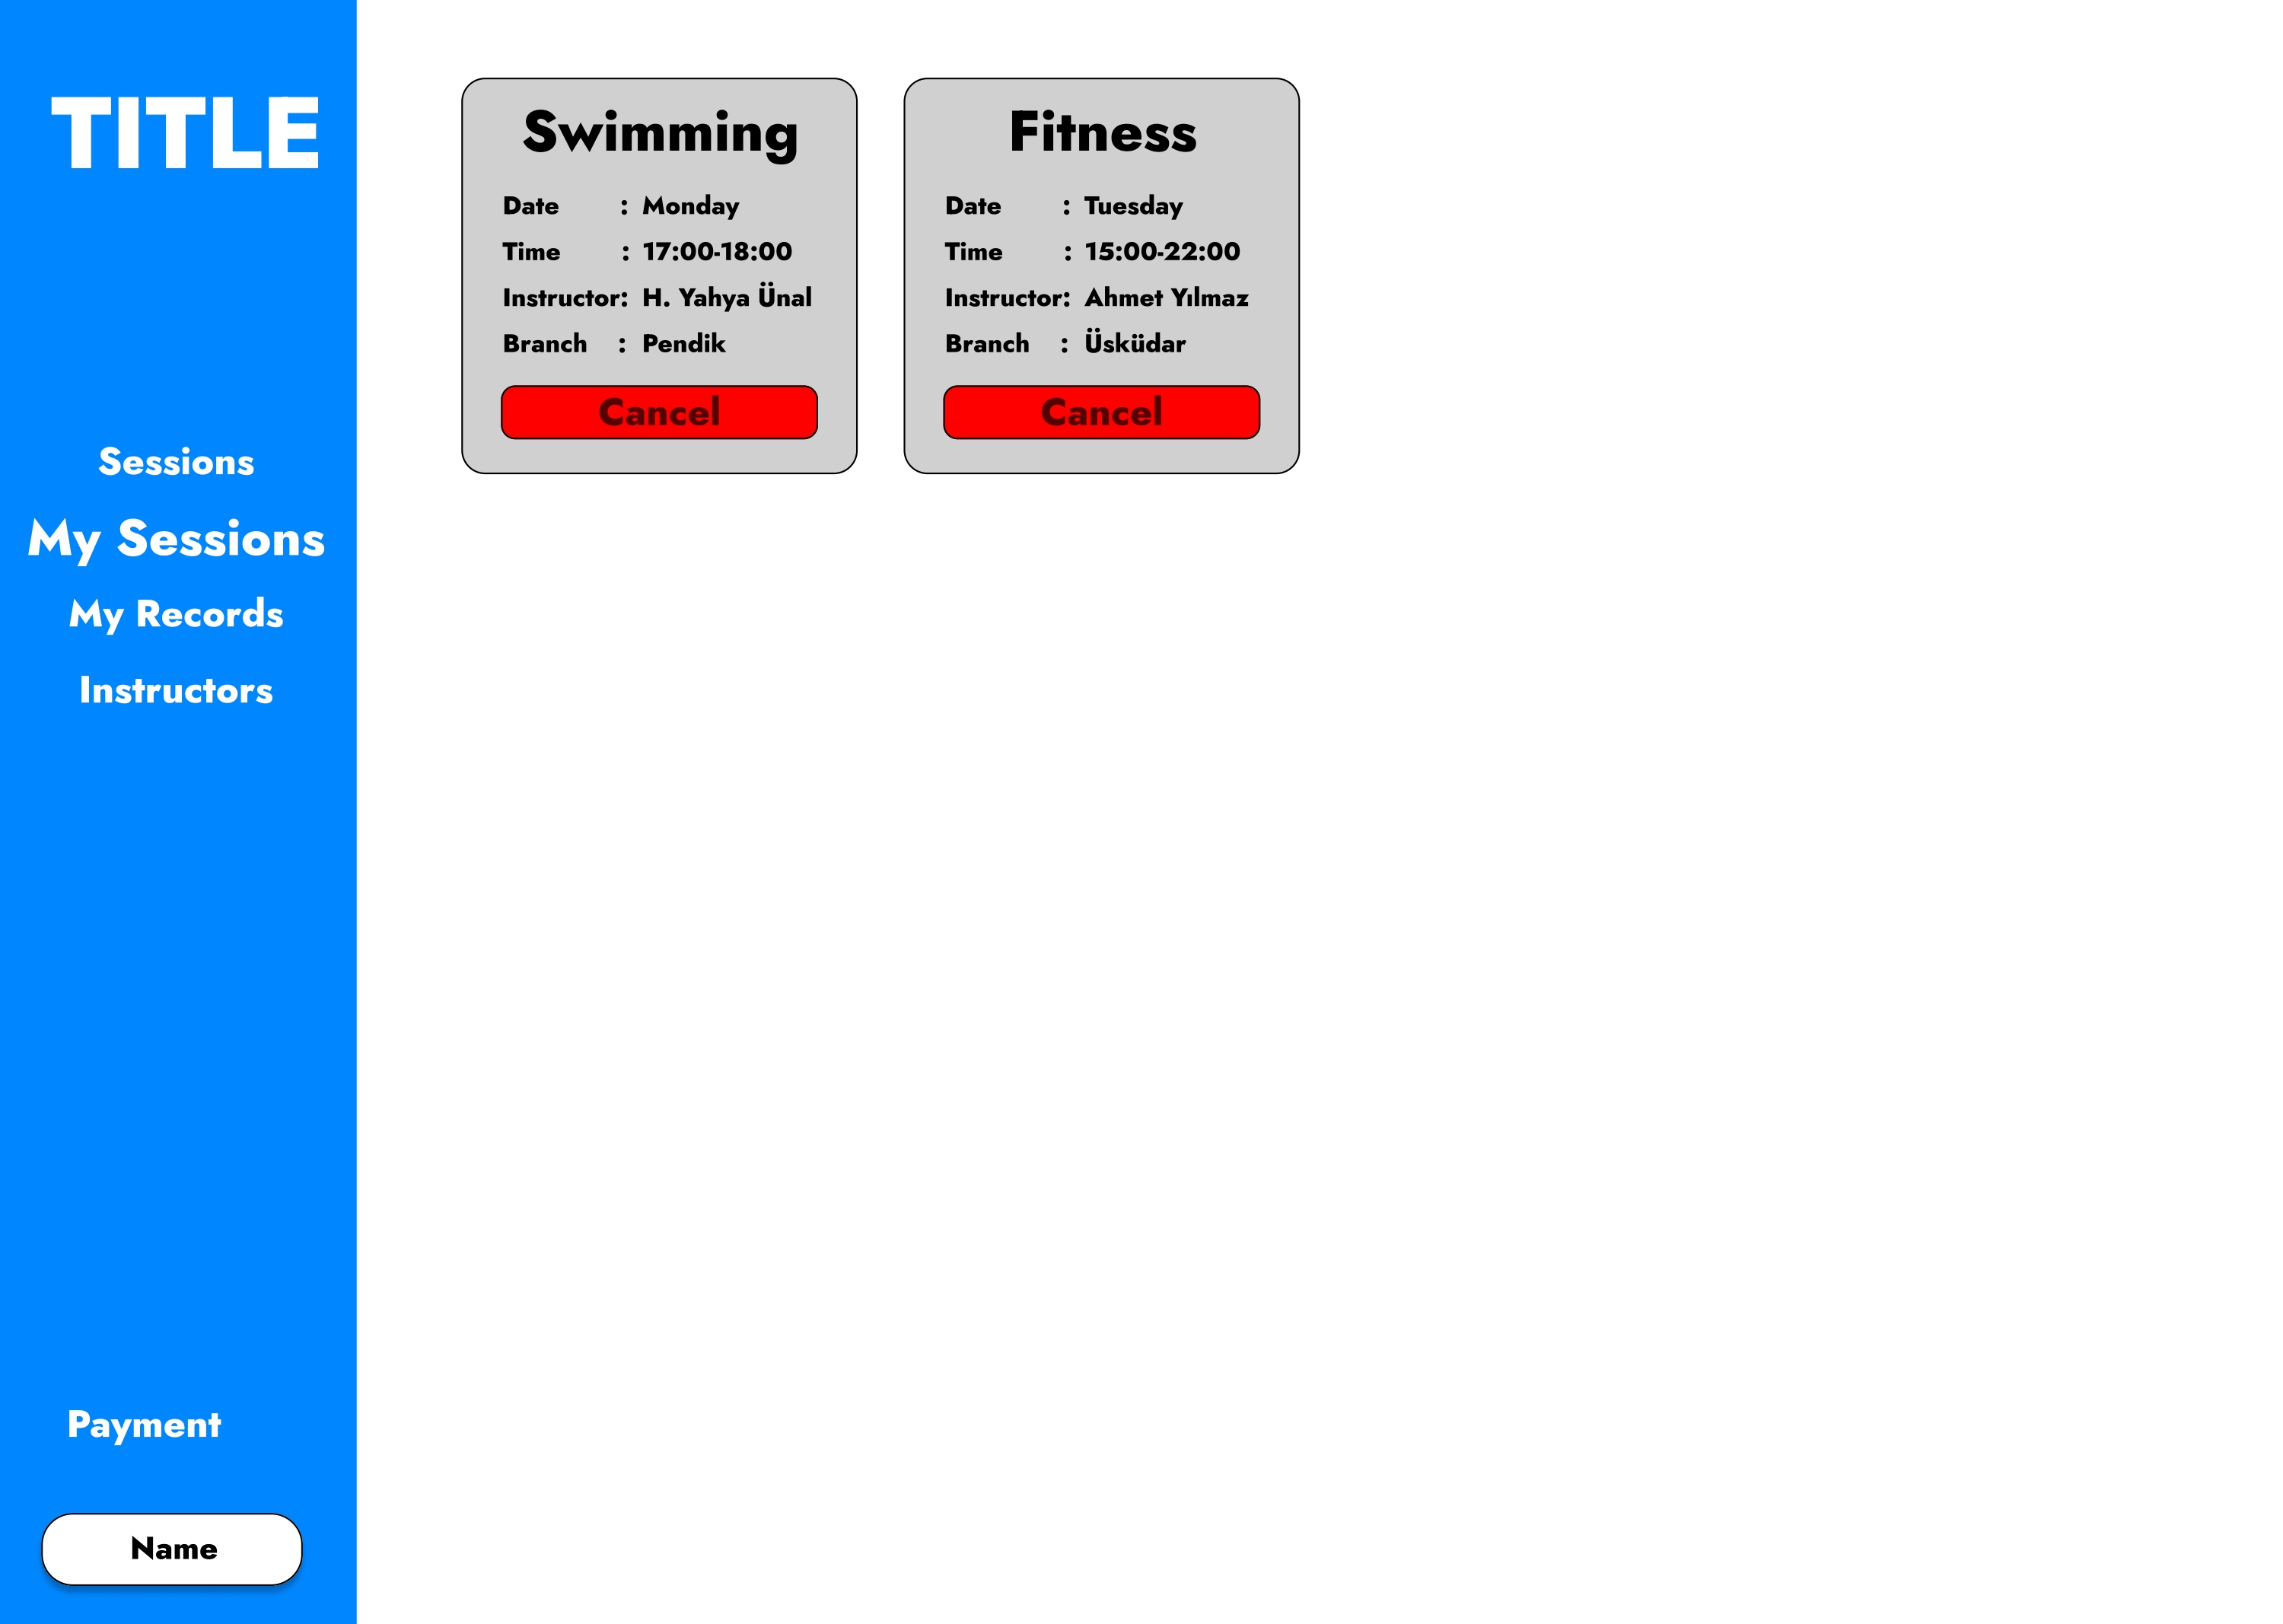 TITLE
Sessions
My Sessions
My Records
Instructors
Payment
Name
Swimming
Date : Monday
Time : 17:00-18:00
Instructor: H. Yahya Ünal
Branch : Pendik
Cancel
Fitness
Date : Tuesday
Time : 15:00-22:00
Instructor: Ahmet Yılmaz
Branch : Üsküdar
Cancel